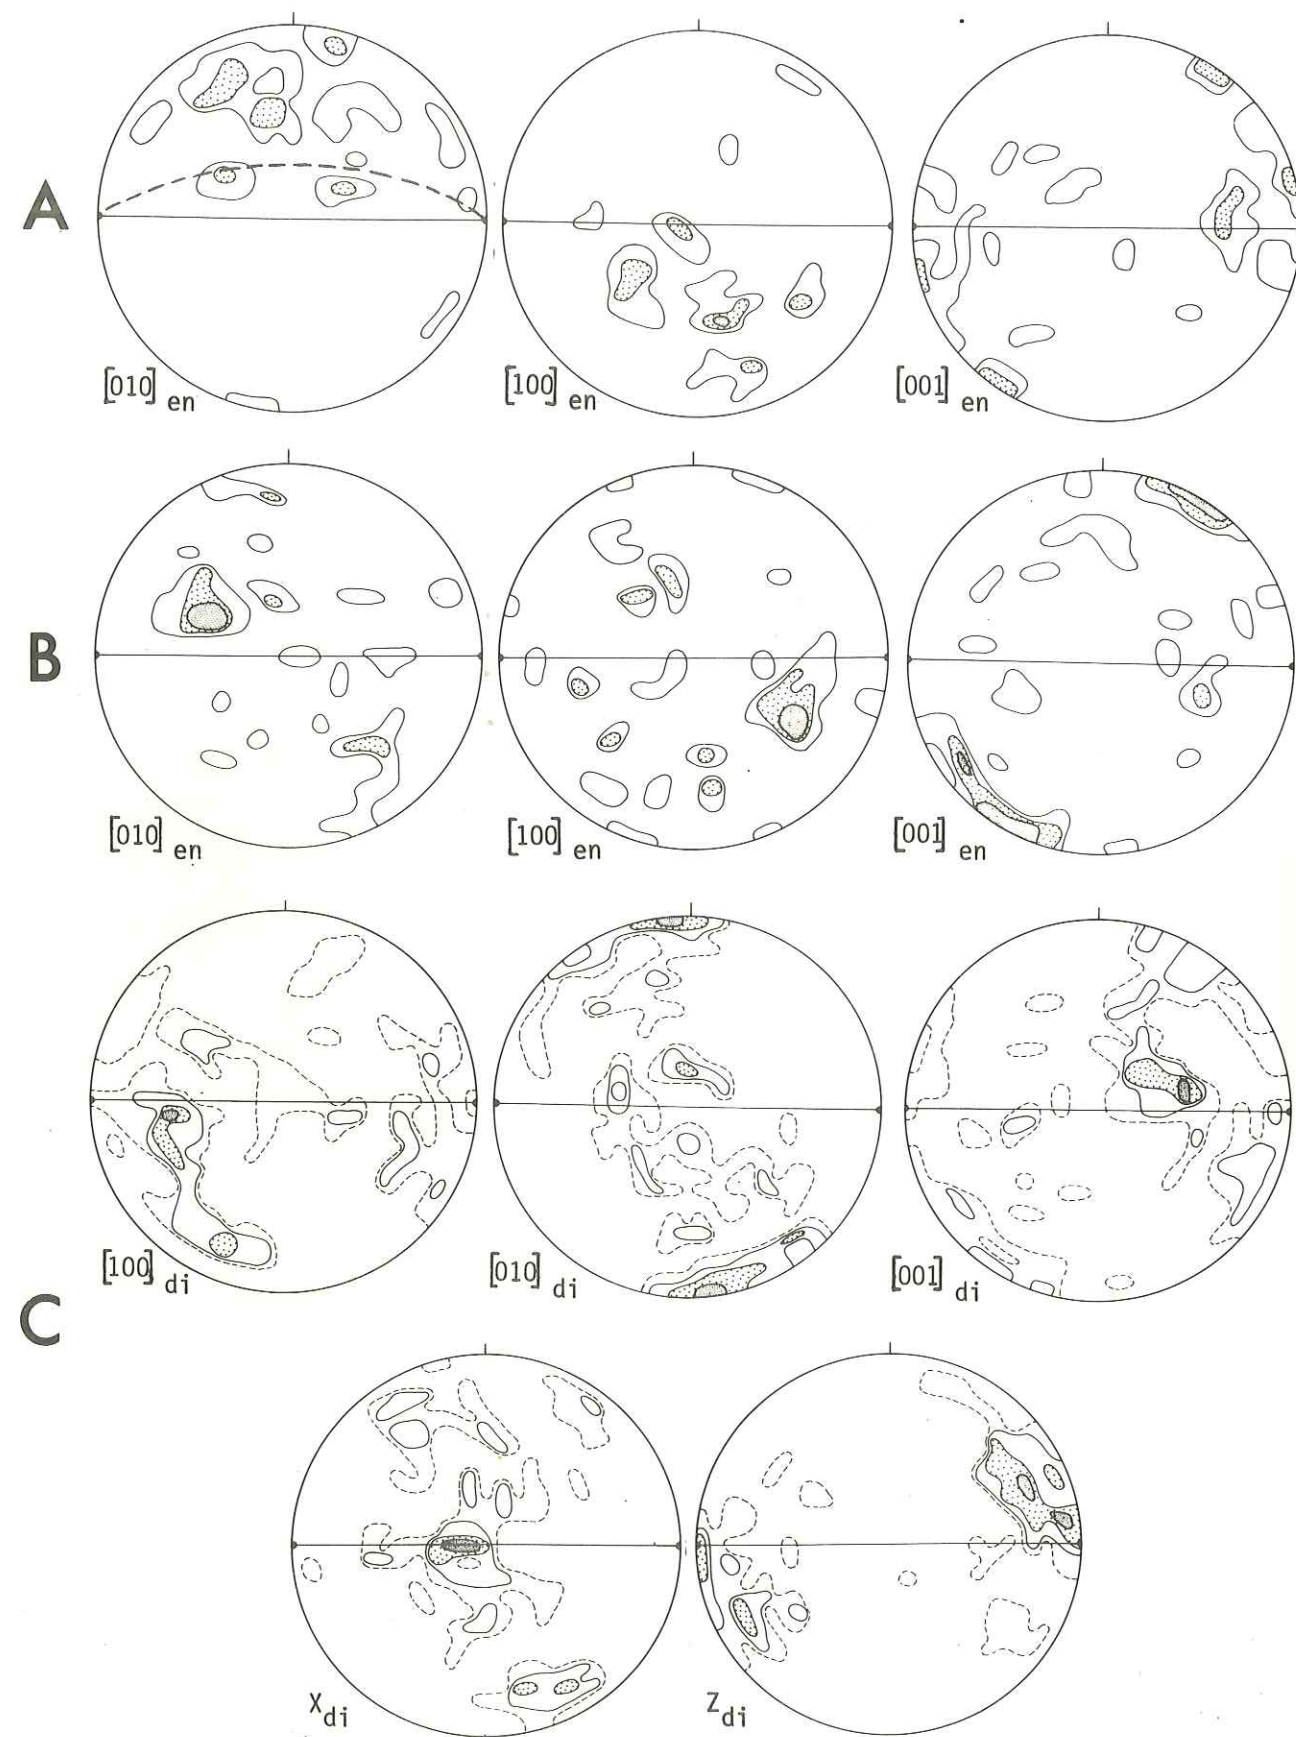 A
[010] en
[100] en
[001] en
B
[010] en
[100] en
[001] en
C
[100] di
[010] di
[001] di
X di
Z di